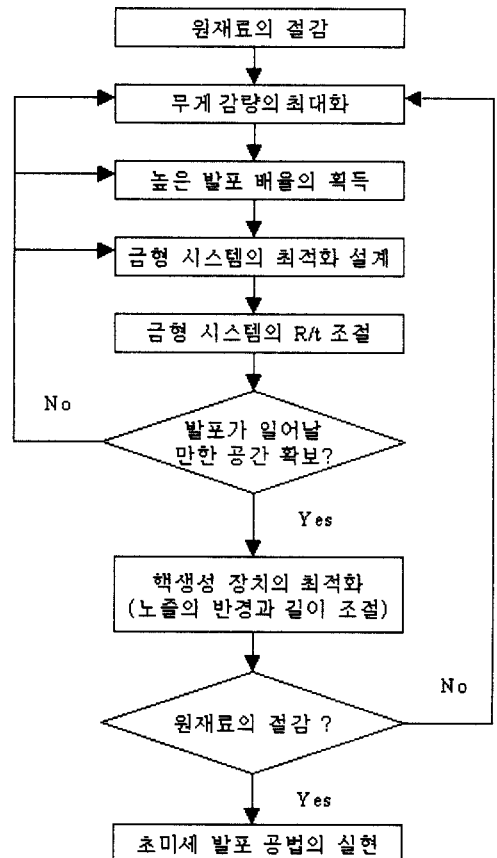 원재료의 절감
무게 감량의 최대화
높은 발포 배율의 획득
금형 시스템의 최적화 설계
금형 시스템의 R/t 조절
No
발포가 일어날
만한 공간 확보?
Yes
핵생성 장치의 최적화
(노즐의 반경과 길이 조절)
No
원재료의 절감 ?
Yes
초미세 발포 공법의 실현